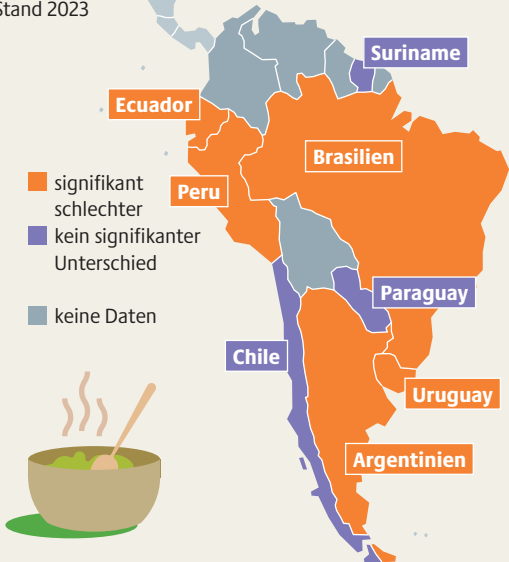 Stand 2023
Suriname
Ecuador
Brasilien
Peru
signifikant
schlechter
kein signifikanter
Unterschied
keine Daten
Paraguay
Chile
Uruguay
Argentinien